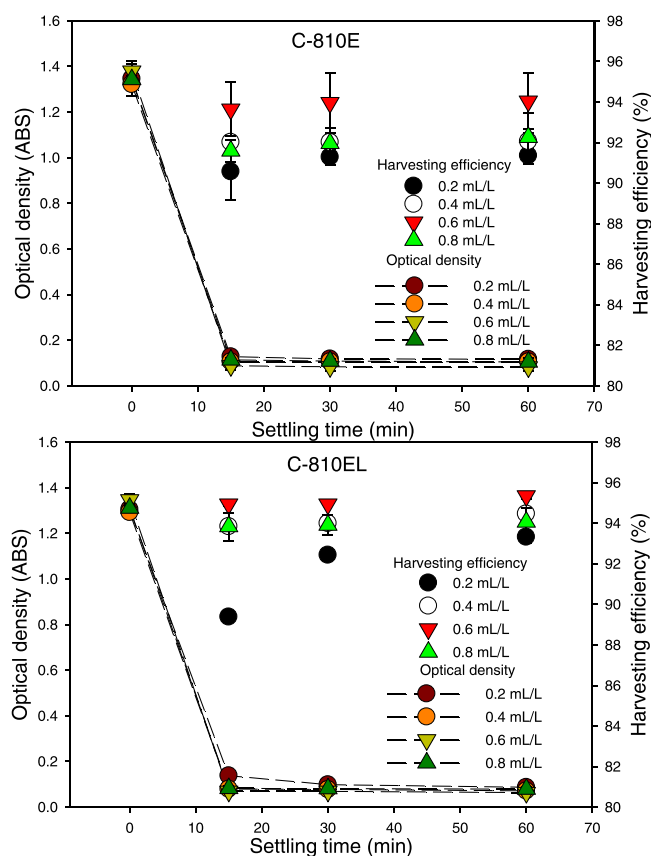 C-810E
Optical density (ABS)
1.6
1.4
1.2
1.0
0.8
0.6
0.4
0.2
0.0
98
96
94
92
90
88
86
84
82
81
80
Harvesting efficiency (%)
Harvesting efficiency
0.2 mL/L
0.4 mL/L
0.6 mL/L
0.8 mL/L
Optical density
0.2 mL/L
0.4 mL/L
0.6 mL/L
0.8 mL/L
0 10 20 30 40 50 60 70
Settling time (min)
C-810EL
Optical density (ABS)
1.6
1.4
1.2
1.0
0.8
0.6
0.4
0.2
0.0
98
96
94
92
90
88
86
84
82
80
Harvesting efficiency (%)
Harvesting efficiency
0.2 mL/L
0.4 mL/L
0.6 mL/L
0.8 mL/L
Optical density
0.2 mL/L
0.4 mL/L
0.6 mL/L
0.8 mL/L
0 10 20 30 40 50 60 70
Settling time (min)